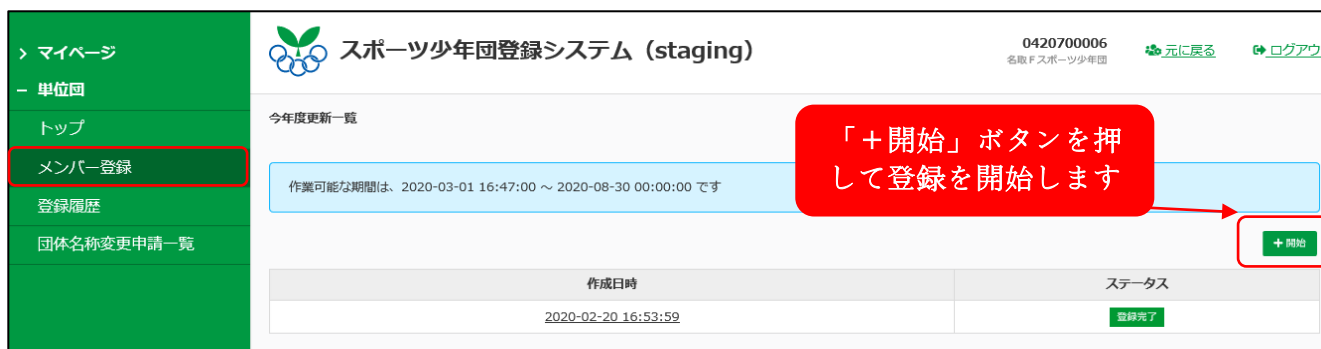 > マイページ
− 単位団
トップ
メンバー登録
登録履歴
団体名称変更申請一覧
スポーツ少年団登録システム（staging）
0420700006
名取Ｆスポーツ少年団
元に戻る
ログアウ
今年度更新一覧
「＋開始」ボタンを押
して登録を開始します
作業可能な期間は、2020-03-01 16:47:00 ～ 2020-08-30 00:00:00 です
＋開始
作成日時 ステータス
2020-02-20 16:53:59 登録完了